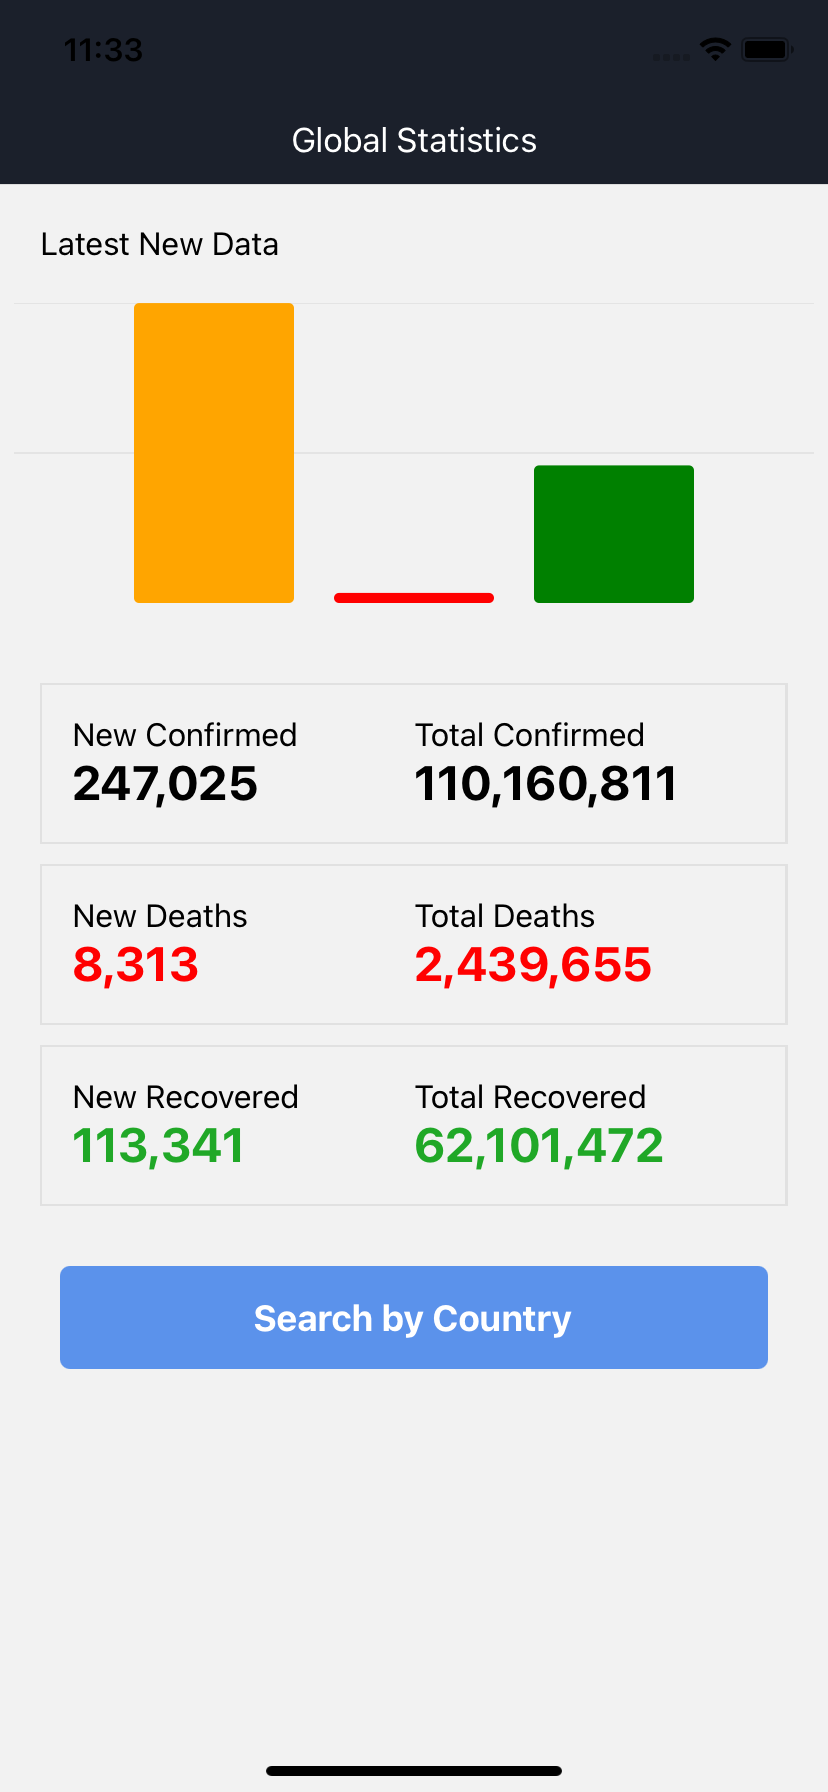 11:33
Global Statistics
Latest New Data
New Confirmed Total Confirmed
247,025 110,160,811
New Deaths Total Deaths
8,313 2,439,655
New Recovered Total Recovered
113,341 62,101,472
Search by Country